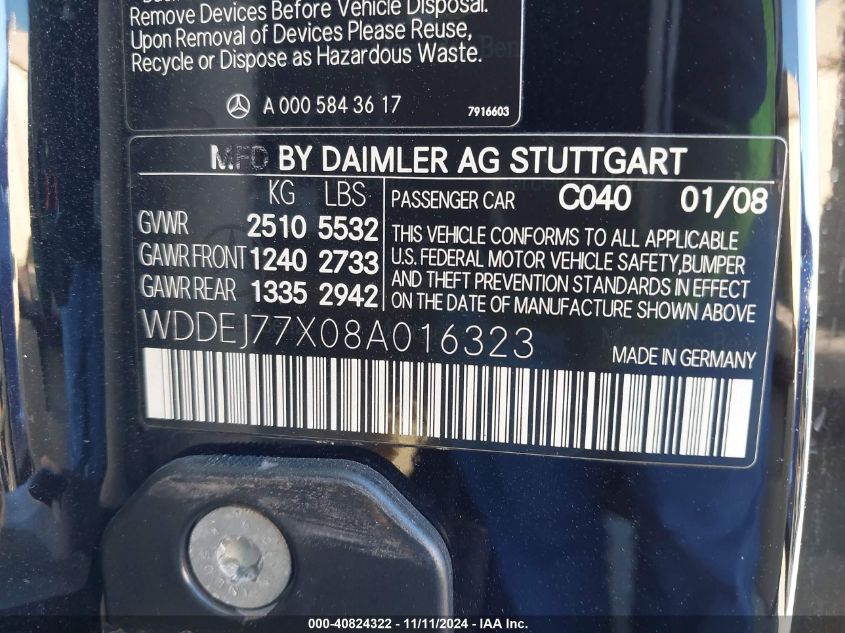 Remove Devices Before Vehicle Disposal.
Upon Removal of Devices Please Reuse,
Recycle or Dispose as Hazardous Waste.
A 000 584 36 17 7916603
MFD BY DAIMLER AG STUTTGART
KG LBS
GVWR 2510 5532
GAWR FRONT 1240 2733
GAWR REAR 1335 2942
PASSENGER CAR C040 01/08
THIS VEHICLE CONFORMS TO ALL APPLICABLE
U.S. FEDERAL MOTOR VEHICLE SAFETY,BUMPER
AND THEFT PREVENTION STANDARDS IN EFFECT
ON THE DATE OF MANUFACTURE SHOWN ABOVE
WDDEJ77X08A016323
MADE IN GERMANY
000-40824322 - 11/11/2024 - IAA Inc.